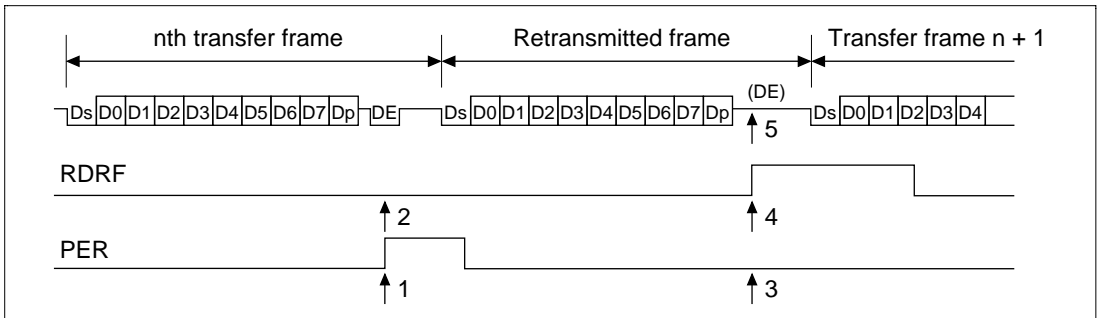 nth transfer frame Retransmitted frame Transfer frame n + 1
(DE)
Ds D0 D1 D2 D3 D4 D5 D6 D7 Dp DE Ds D0 D1 D2 D3 D4 D5 D6 D7 Dp Ds D0 D1 D2 D3 D4
5
RDRF
2 4
PER
1 3